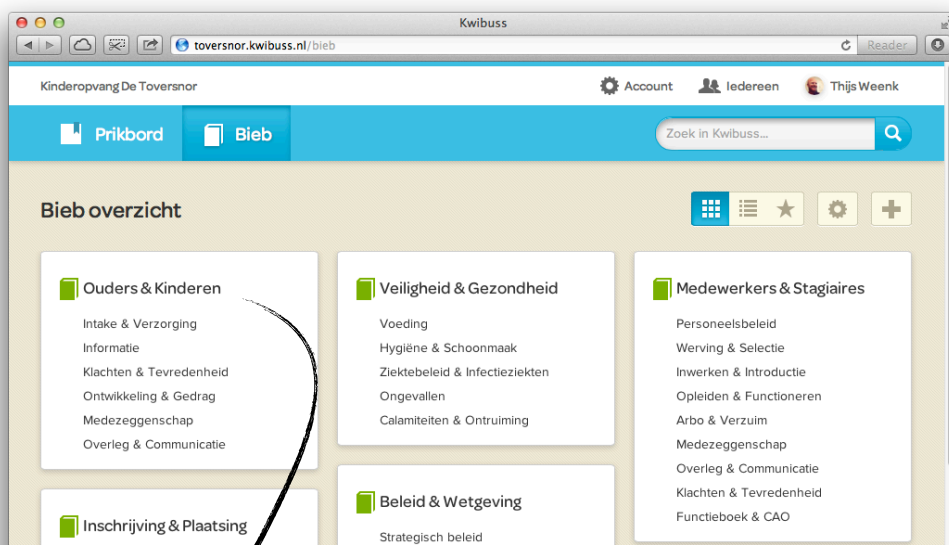 Kwibuss
toversnor.kwibuss.nl/bieb
Reader
Kinderopvang De Toversnor
Account
Iedereen
Thijs Weenk
Prikbord
Bieb
Zoek in Kwibuss...
Bieb overzicht
Ouders & Kinderen
Intake & Verzorging
Informatie
Klachten & Tevredenheid
Ontwikkeling & Gedrag
Medezeggenschap
Overleg & Communicatie
Inschrijving & Plaatsing
Veiligheid & Gezondheid
Voeding
Hygiëne & Schoonmaak
Ziektebeleid & Infectieziekten
Ongevallen
Calamiteiten & Ontruiming
Beleid & Wetgeving
Strategisch beleid
Medewerkers & Stagiaires
Personeelsbeleid
Werving & Selectie
Inwerken & Introductie
Opleiden & Functioneren
Arbo & Verzuim
Medezeggenschap
Overleg & Communicatie
Klachten & Tevredenheid
Functieboek & CAO